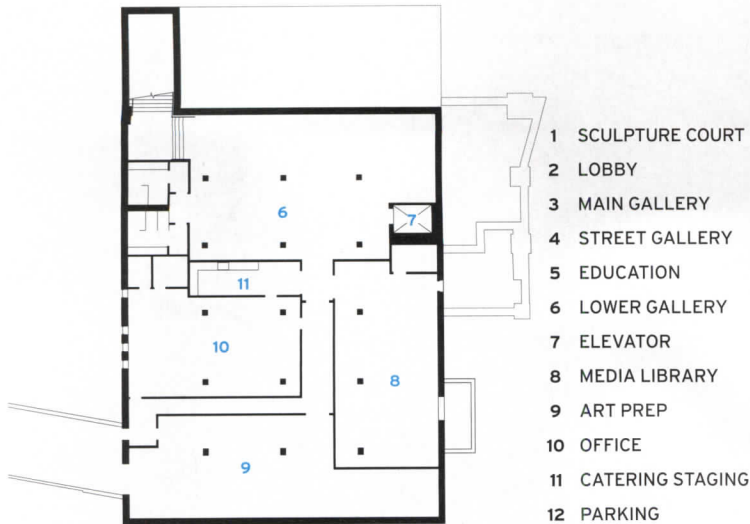 6
7
11
10
8
9
1 SCULPTURE COURT
2 LOBBY
3 MAIN GALLERY
4 STREET GALLERY
5 EDUCATION
6 LOWER GALLERY
7 ELEVATOR
8 MEDIA LIBRARY
9 ART PREP
10 OFFICE
11 CATERING STAGING
12 PARKING